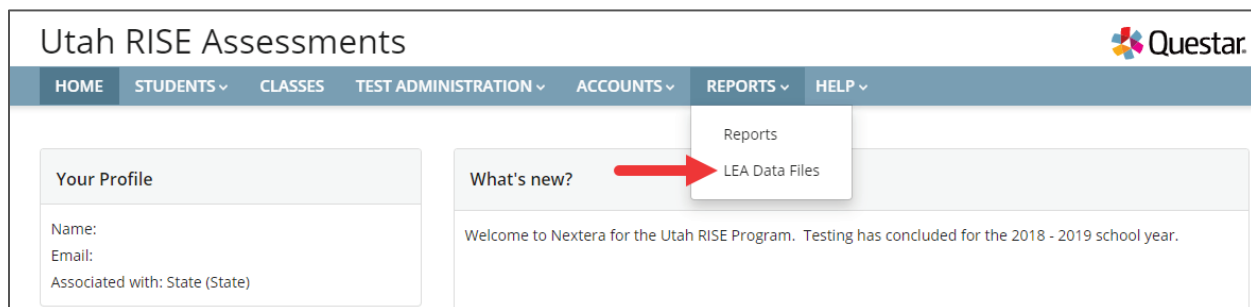 Utah RISE Assessments
Questar.
HOME STUDENTS CLASSES TEST ADMINISTRATION ACCOUNTS REPORTS HELP
Reports
LEA Data Files
Your Profile
Name:
Email:
Associated with: State (State)
What's new?
Welcome to Nextera for the Utah RISE Program. Testing has concluded for the 2018 - 2019 school year.